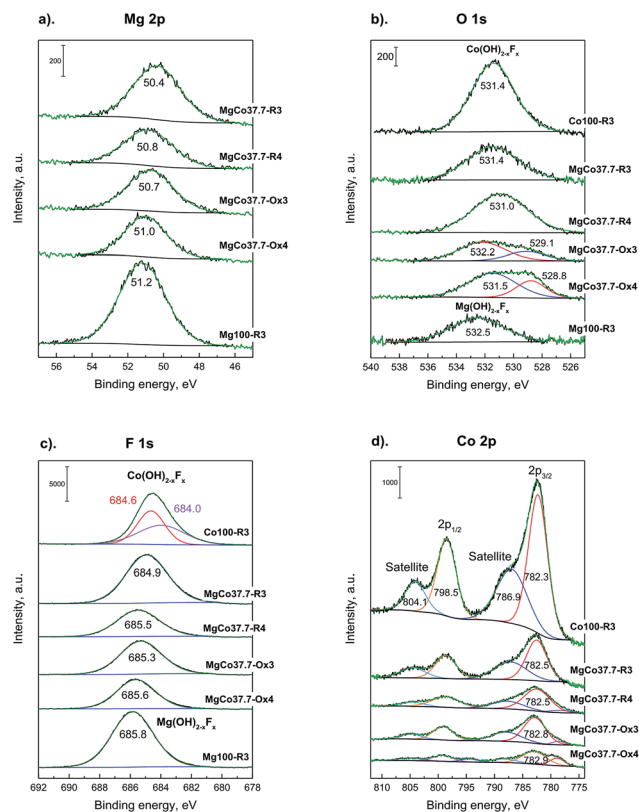 a). Mg 2p
200
50.4
MgCo37.7-R3
50.8
MgCo37.7-R4
50.7
MgCo37.7-Ox3
51.0
MgCo37.7-Ox4
51.2
Mg100-R3
Intensity, a.u.
56 54 52 50 48 46
Binding energy, eV
b). O 1s
200
Co(OH)2-xFx
531.4
Co100-R3
531.4
MgCo37.7-R3
531.0
MgCo37.7-R4
529.1
532.2
MgCo37.7-Ox3
528.8
531.5
MgCo37.7-Ox4
Mg(OH)2-xFx
532.5
Mg100-R3
Intensity, a.u.
540 538 536 534 532 530 528 526
Binding energy, eV
c). F 1s
5000
Co(OH)2-xFx
684.6
684.0
Co100-R3
684.9
MgCo37.7-R3
685.5
MgCo37.7-R4
685.3
MgCo37.7-Ox3
685.6
MgCo37.7-Ox4
Mg(OH)2-xFx
685.8
Mg100-R3
Intensity, a.u.
692 690 688 686 684 682 680 678
Binding energy, eV
d). Co 2p
1000
2p3/2
2p1/2
Satellite
Satellite
804.1
798.5
786.9
782.3
Co100-R3
782.5
MgCo37.7-R3
782.5
MgCo37.7-R4
782.8
MgCo37.7-Ox3
782.9
MgCo37.7-Ox4
Intensity, a.u.
810 805 800 795 790 785 780 775
Binding energy, eV